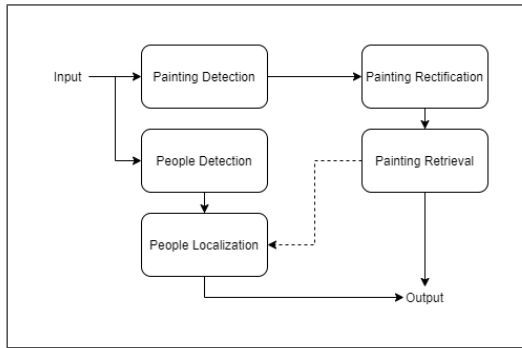 Input
Painting Detection
Painting Rectification
People Detection
Painting Retrieval
People Localization
Output